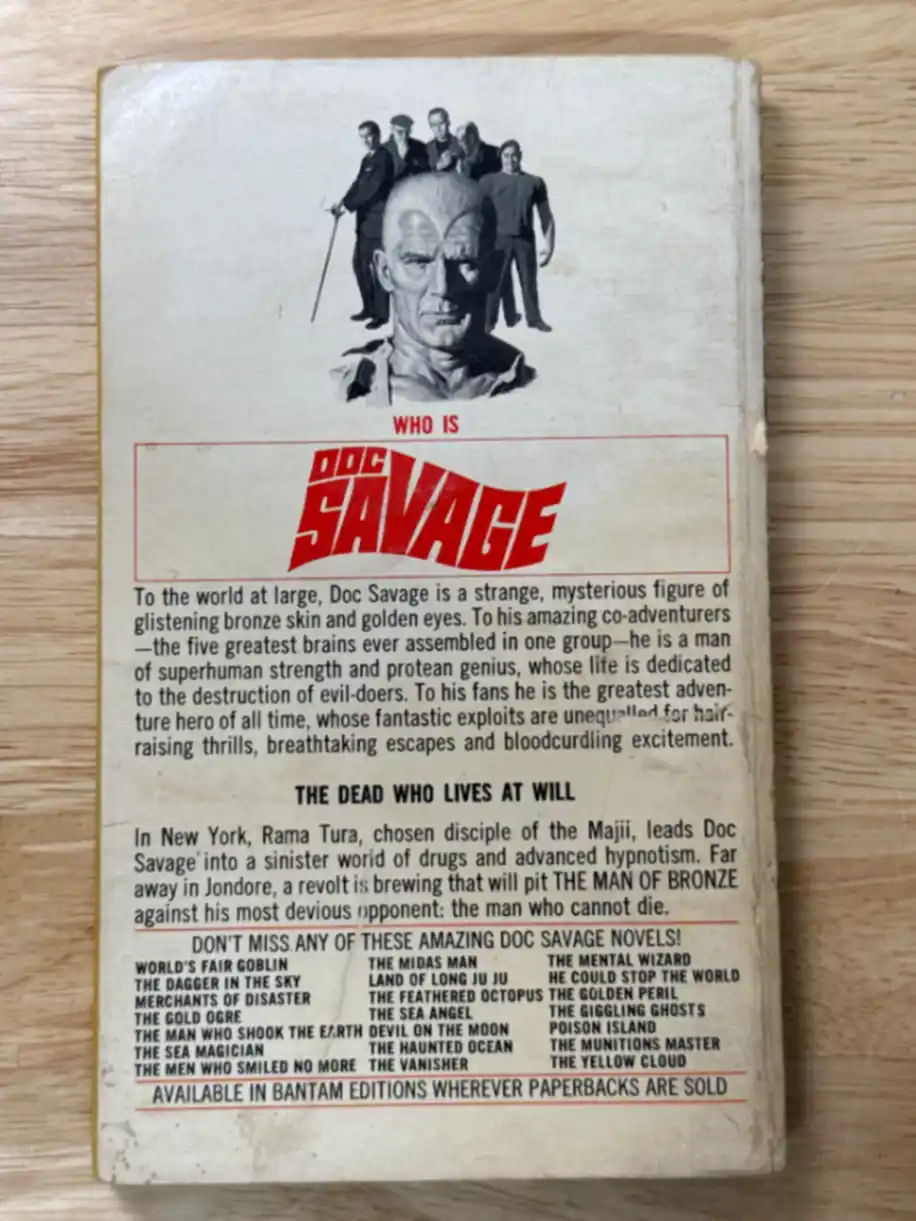 WHO IS
DOC
SAVAGE
To the world at large, Doc Savage is a strange, mysterious figure of
glistening bronze skin and golden eyes. To his amazing co-adventurers
—the five greatest brains ever assembled in one group—he is a man
of superhuman strength and protean genius, whose life is dedicated
to the destruction of evil-doers. To his fans he is the greatest adven-
ture hero of all time, whose fantastic exploits are unequalled for hair-
raising thrills, breathtaking escapes and bloodcurdling excitement.
THE DEAD WHO LIVES AT WILL
In New York, Rama Tura, chosen disciple of the Majii, leads Doc
Savage into a sinister world of drugs and advanced hypnotism. Far
away in Jondore, a revolt is brewing that will pit THE MAN OF BRONZE
against his most devious opponent: the man who cannot die.
DON'T MISS ANY OF THESE AMAZING DOC SAVAGE NOVELS!
WORLD'S FAIR GOBLIN
THE DAGGER IN THE SKY
MERCHANTS OF DISASTER
THE GOLD OGRE
THE MAN WHO SHOOK THE EARTH
THE SEA MAGICIAN
THE MEN WHO SMILED NO MORE
THE MIDAS MAN
LAND OF LONG JU JU
THE FEATHERED OCTOPUS
THE SEA ANGEL
DEVIL ON THE MOON
THE HAUNTED OCEAN
THE VANISHER
THE MENTAL WIZARD
HE COULD STOP THE WORLD
THE GOLDEN PERIL
THE GIGGLING GHOSTS
POISON ISLAND
THE MUNITIONS MASTER
THE YELLOW CLOUD
AVAILABLE IN BANTAM EDITIONS WHEREVER PAPERBACKS ARE SOLD